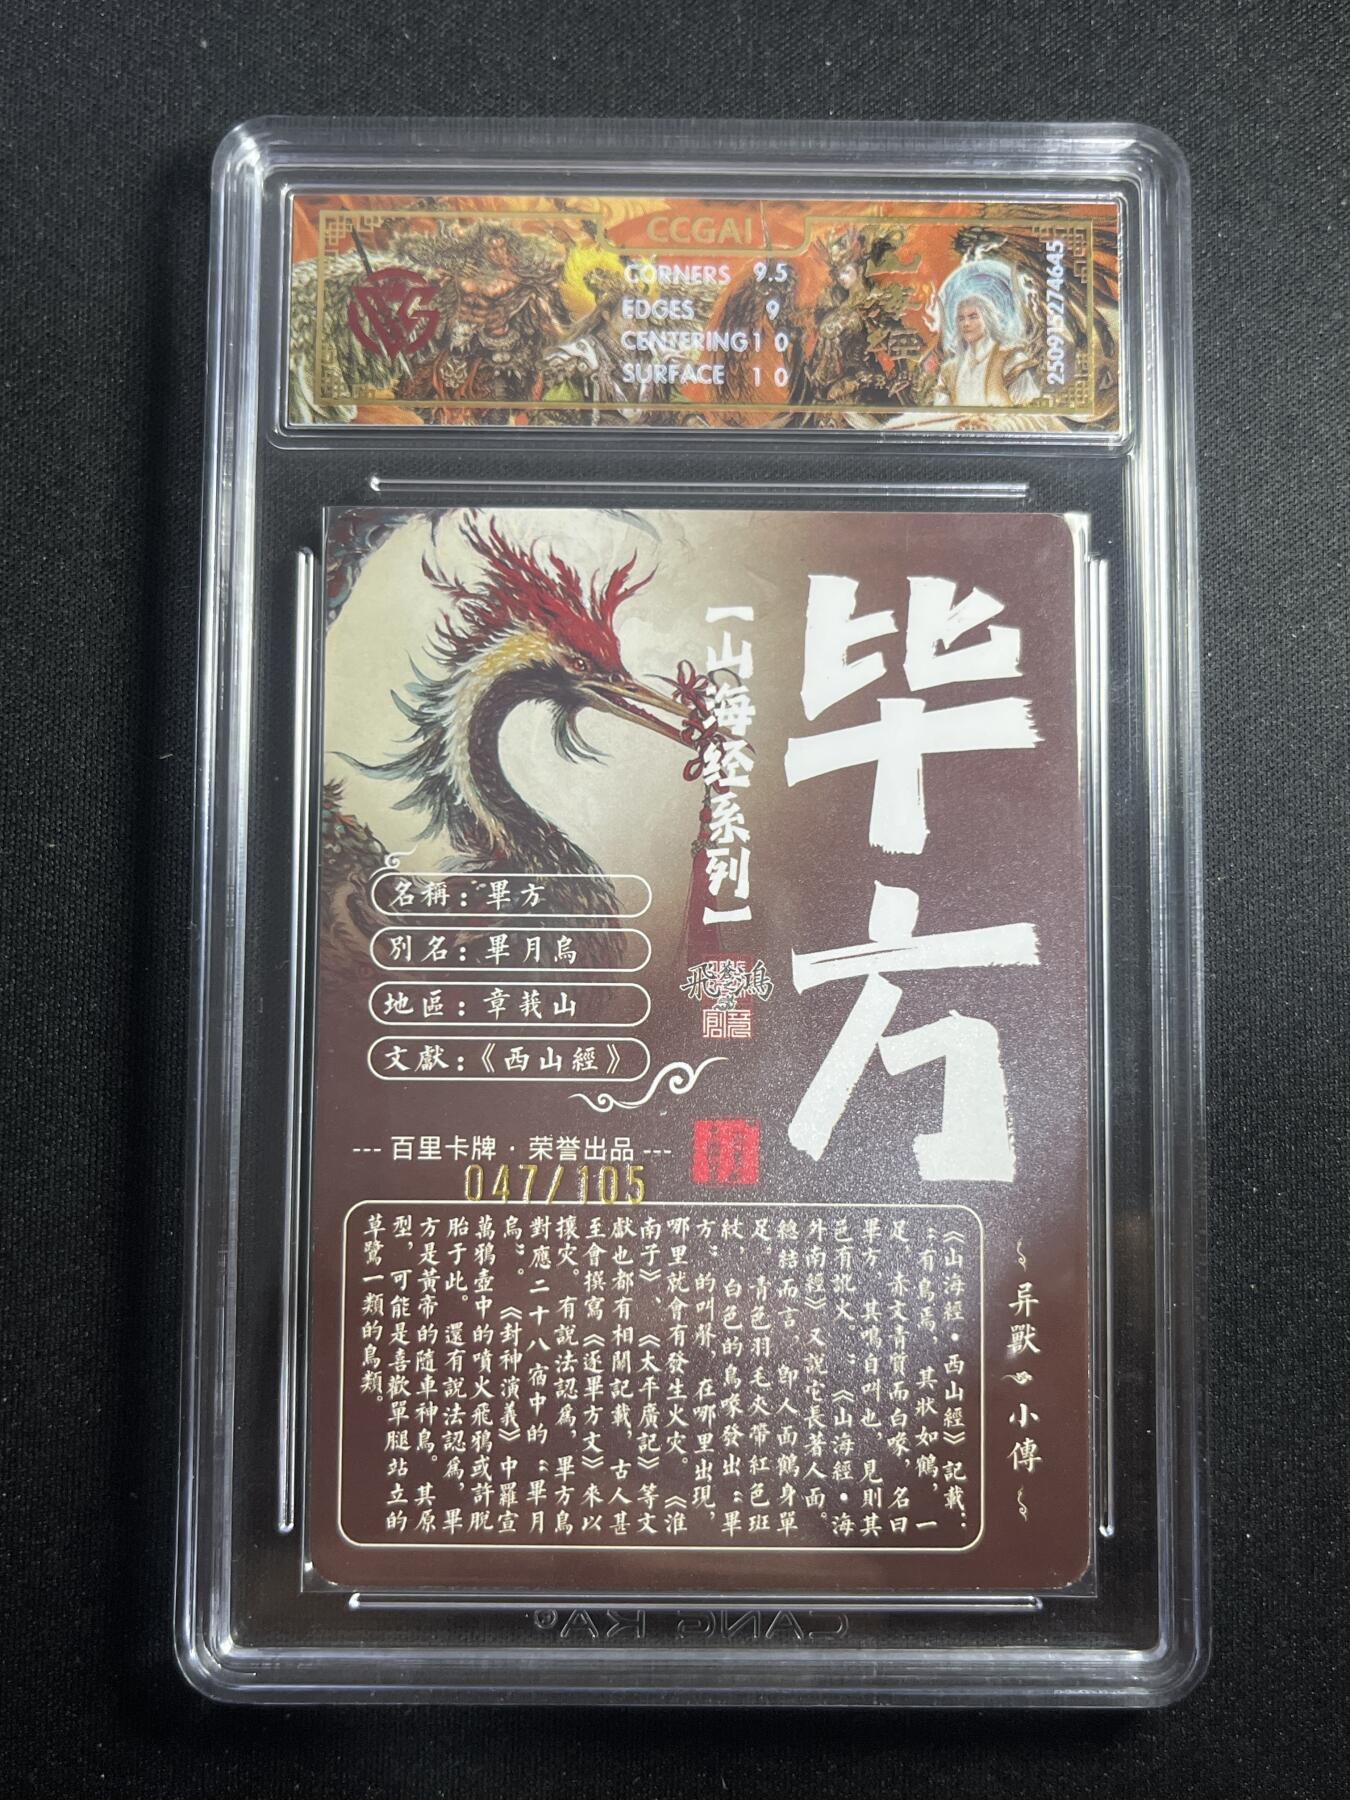 CCGAI
CORNERS 9.5
EDGES 9
CENTERING 10
SURFACE 10
250915274645
毕方
【山海经系列】
飛鴻
名稱：畢方
別名：畢月烏
地區：章莪山
文獻：《西山經》
--- 百里卡牌 · 荣誉出品 ---
047/105
异獸 小傳
《山海經•西山經》記載：
“有鳥焉，其狀如鶴，一
足，赤文青質而白喙，名曰
畢方，其鳴自叫也，見則其
邑有訛火”；《山海經•海
外南經》又說它長著人面。
總結而言，即人面鶴身單
足，青色羽毛夾帶紅色斑
紋，白色的鳥喙發出“畢
方”的叫聲，在哪里出現，
哪里就會有發生火灾。《淮
南子》、《太平廣記》等文
獻也都有相關記載，古人甚
至會撰寫《逐畢方文》來以
攘灾。有說法認爲，畢方鳥
對應二十八宿中的“畢月
烏”。《封神演義》中羅宣
萬鴉壺中的噴火飛鴉或許脫
胎于此。還有說法認爲，畢
方是黃帝的隨車神鳥。其原
型，可能是喜歡單腿站立的
草鷺一類的鳥類。
CANG KA®